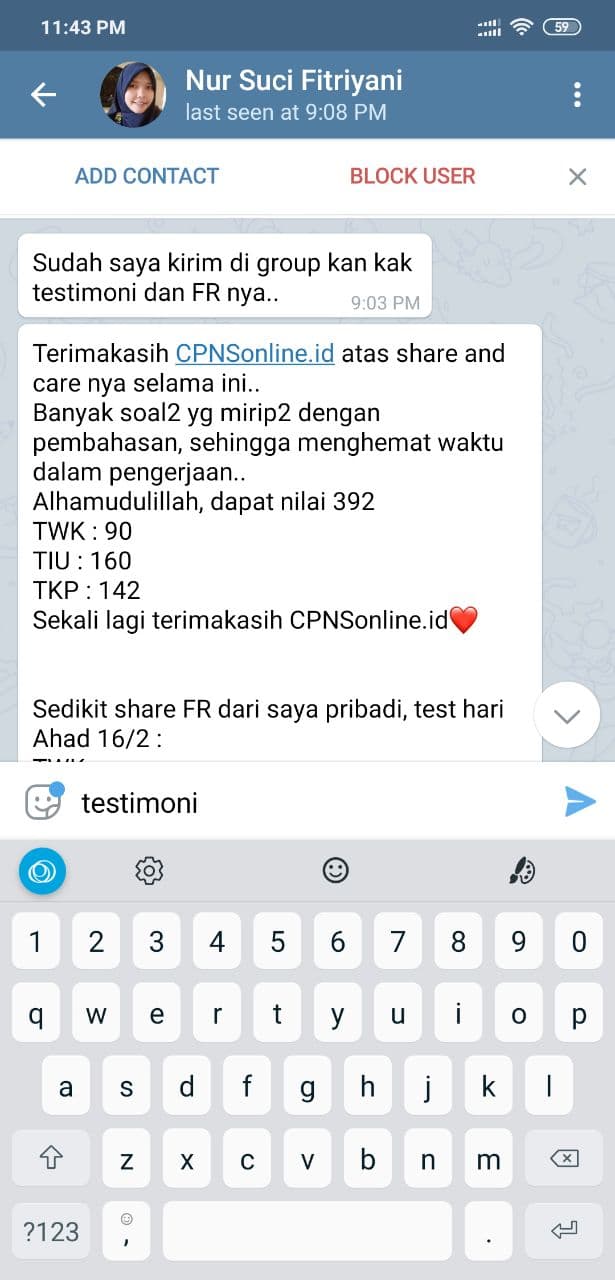 11:43 PM
59
Nur Suci Fitriyani
last seen at 9:08 PM
ADD CONTACT
BLOCK USER
Sudah saya kirim di group kan kak
testimoni dan FR nya..
9:03 PM
Terimakasih CPNSonline.id atas share and
care nya selama ini..
Banyak soal2 yg mirip2 dengan
pembahasan, sehingga menghemat waktu
dalam pengerjaan..
Alhamudulillah, dapat nilai 392
TWK : 90
TIU : 160
TKP : 142
Sekali lagi terimakasih CPNSonline.id❤️
Sedikit share FR dari saya pribadi, test hari
Ahad 16/2 :
testimoni
1 2 3 4 5 6 7 8 9 0
q w e r t y u i o p
a s d f g h j k l
z x c v b n m
?123 , .